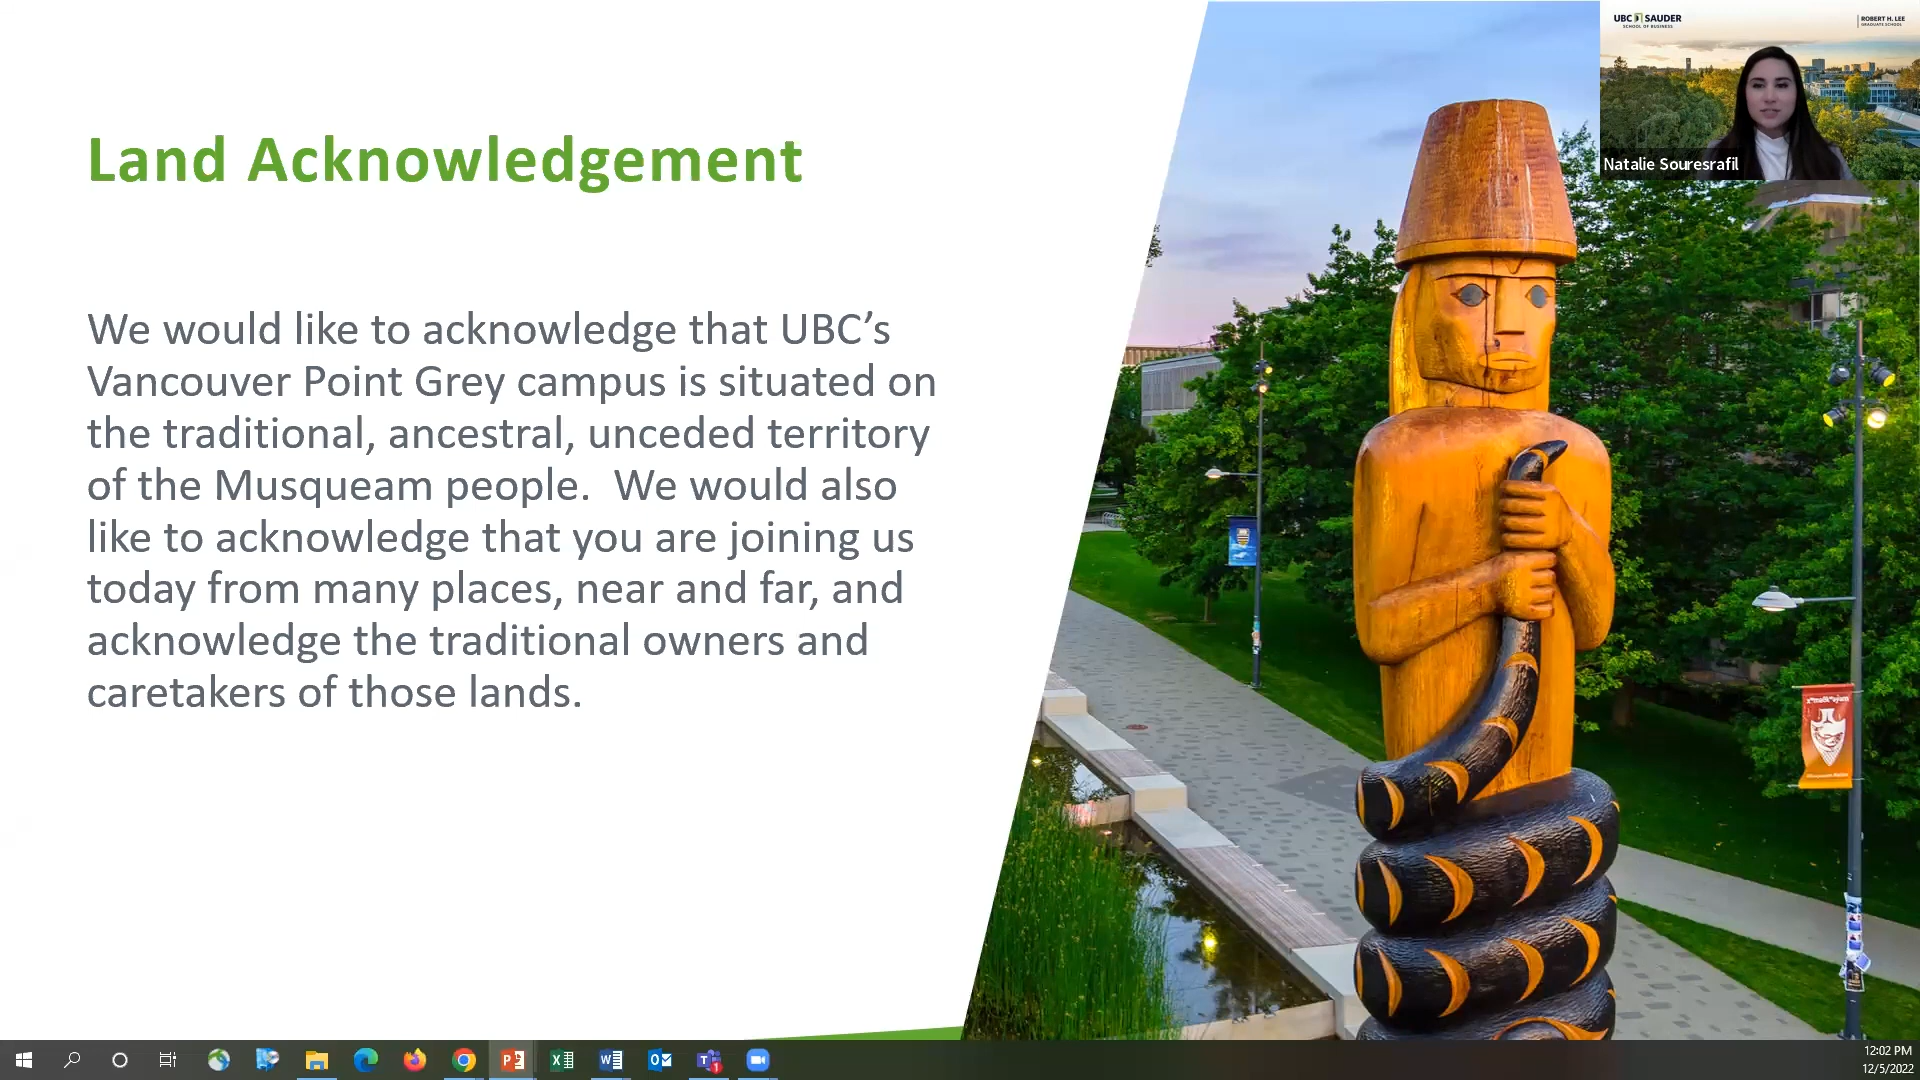 Land Acknowledgement
We would like to acknowledge that UBC’s
Vancouver Point Grey campus is situated on
the traditional, ancestral, unceded territory
of the Musqueam people.  We would also
like to acknowledge that you are joining us
today from many places, near and far, and
acknowledge the traditional owners and
caretakers of those lands.
UBC SAUDER
SCHOOL OF BUSINESS
ROBERT H. LEE
GRADUATE SCHOOL
Natalie Souresrafil
12:02 PM
12/5/2022